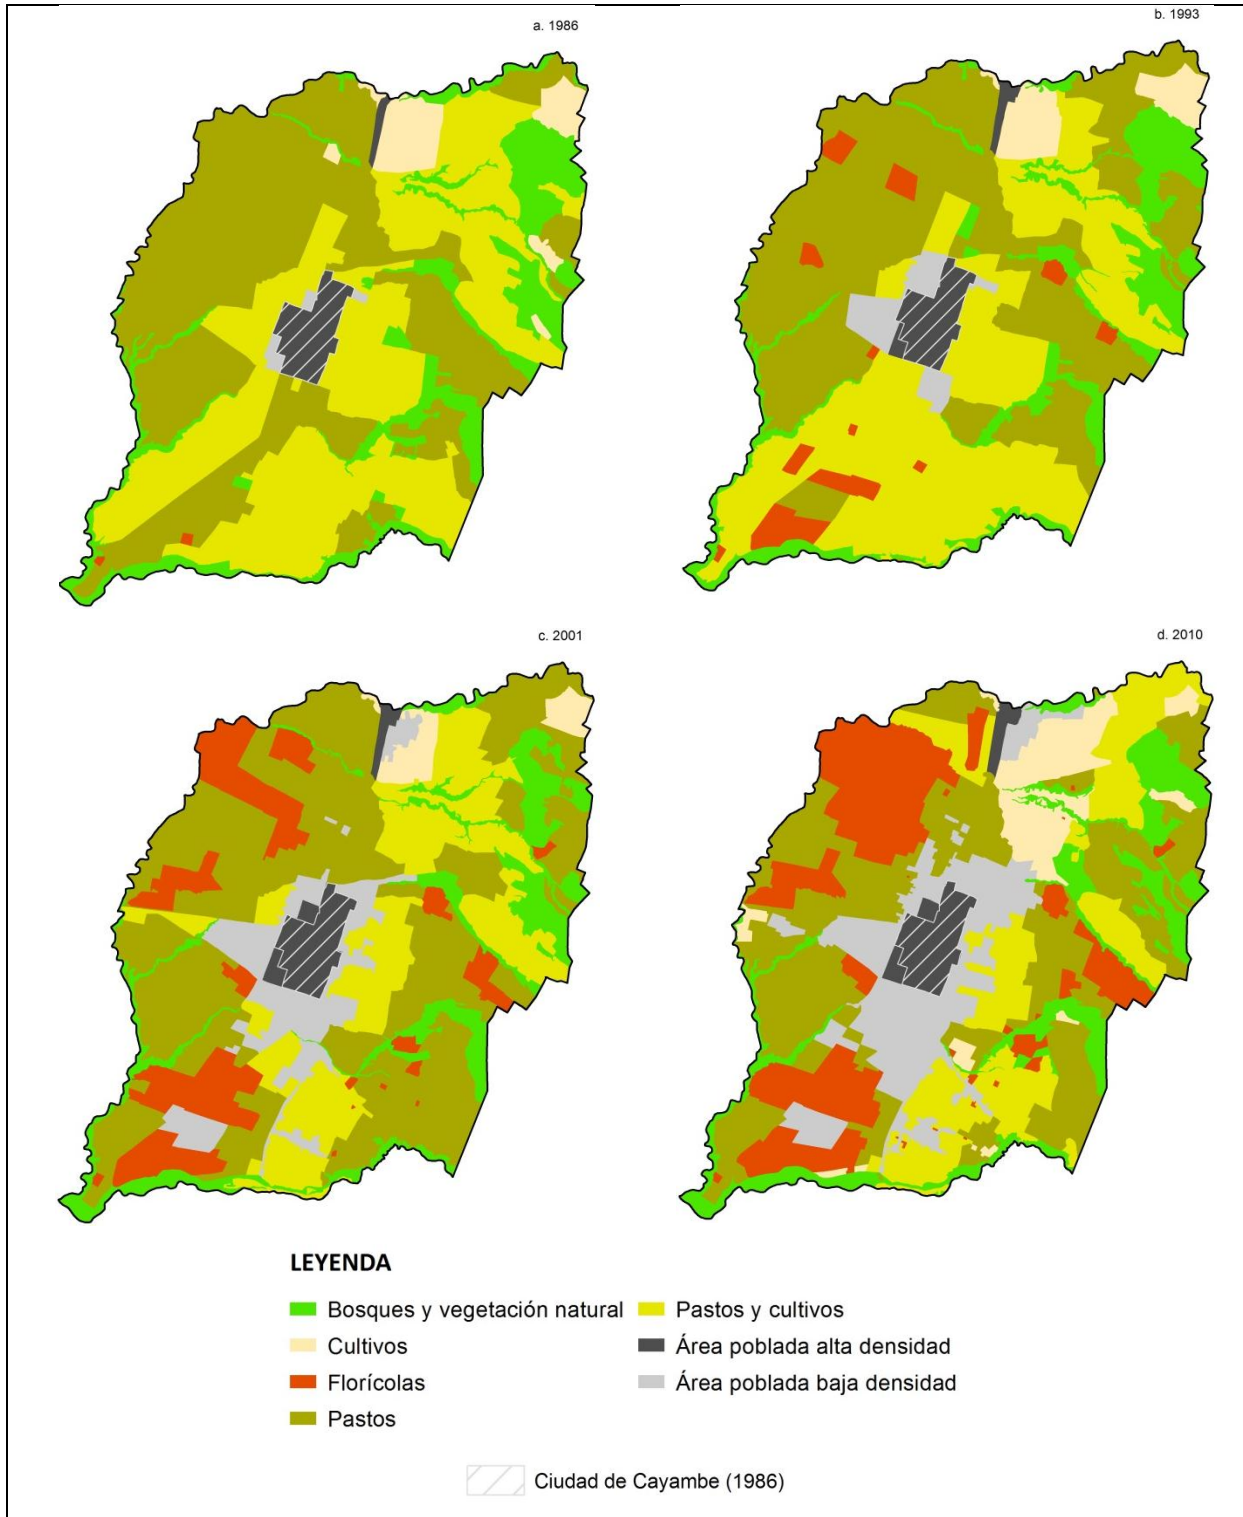 a. 1986
b. 1993
c. 2001
d. 2010
LEYENDA
Bosques y vegetación natural
Pastos y cultivos
Cultivos
Área poblada alta densidad
Florícolas
Área poblada baja densidad
Pastos
Ciudad de Cayambe (1986)